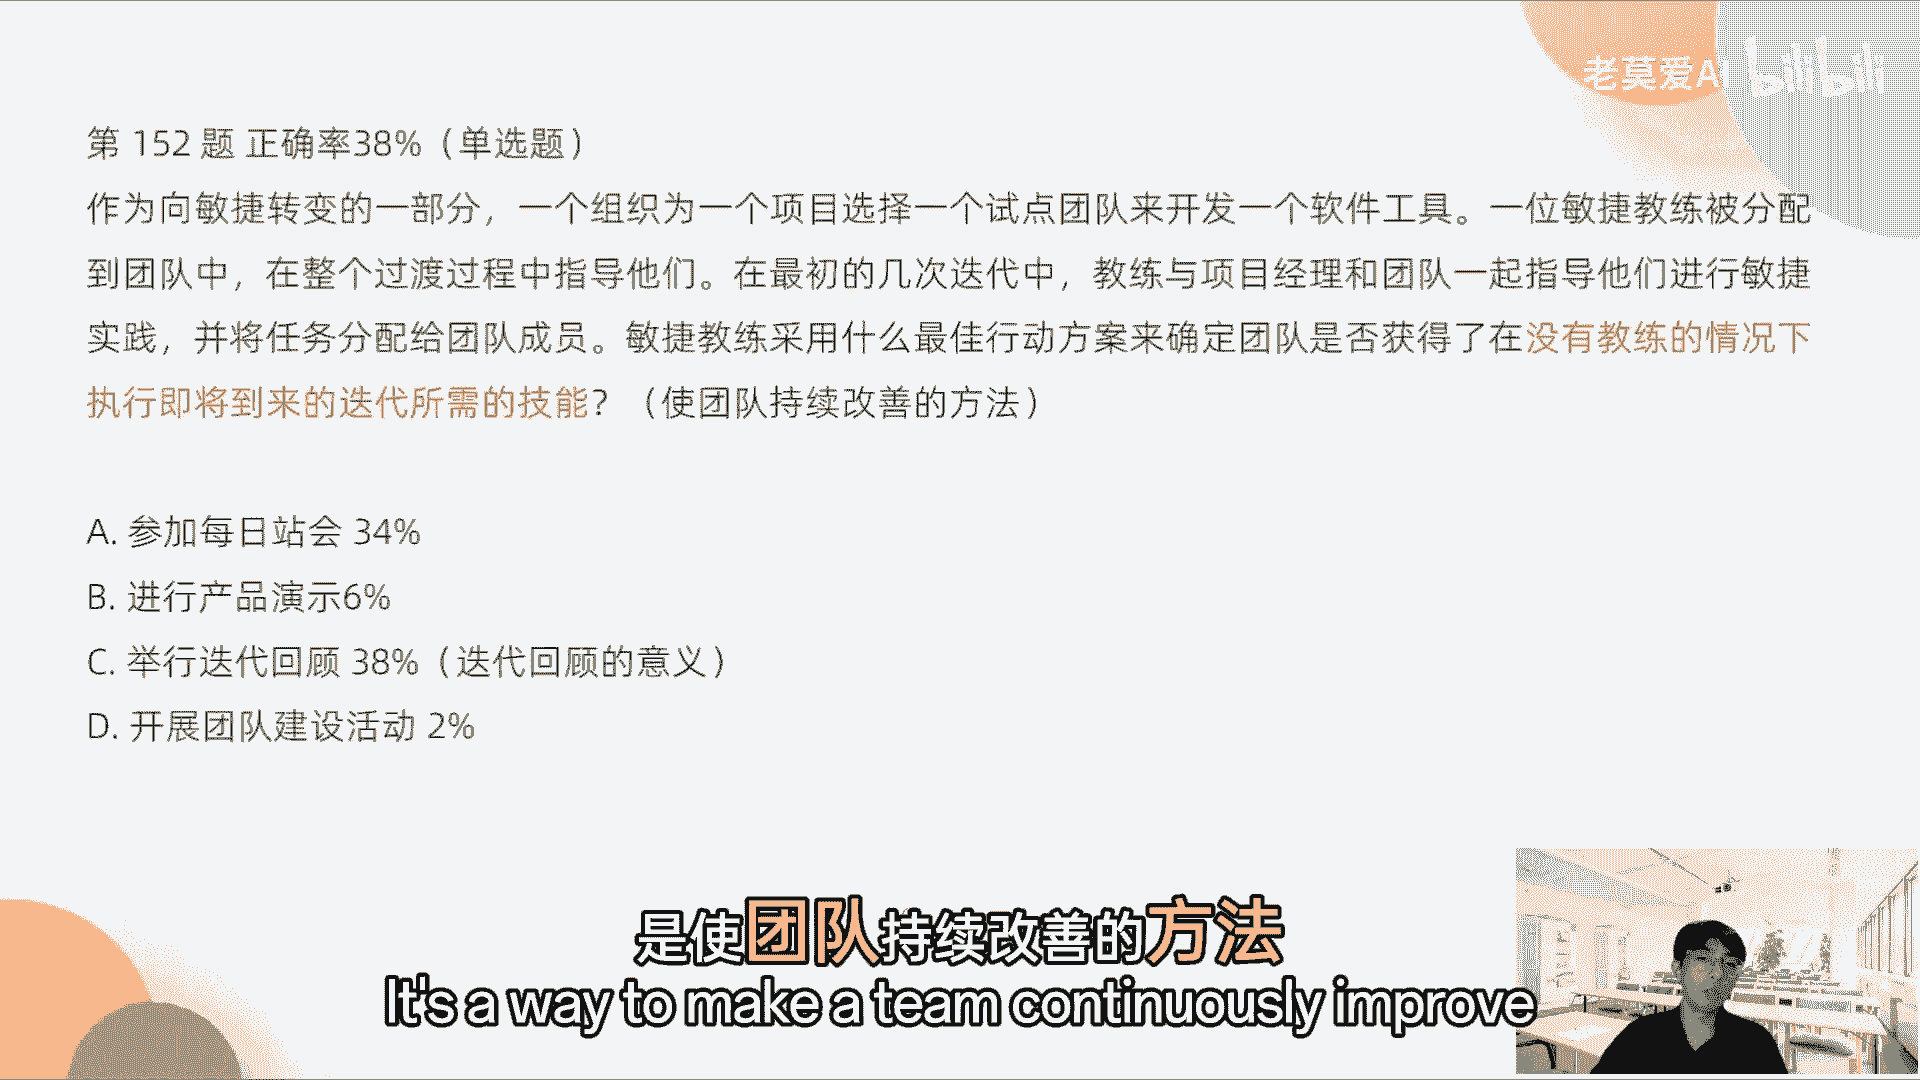 老莫爱AI bilibili
第 152 题 正确率38%（单选题）
作为向敏捷转变的一部分，一个组织为一个项目选择一个试点团队来开发一个软件工具。一位敏捷教练被分配
到团队中，在整个过渡过程中指导他们。在最初的几次迭代中，教练与项目经理和团队一起指导他们进行敏捷
实践，并将任务分配给团队成员。敏捷教练采用什么最佳行动方案来确定团队是否获得了在没有教练的情况下
执行即将到来的迭代所需的技能？（使团队持续改善的方法）
A. 参加每日站会 34%
B. 进行产品演示6%
C. 举行迭代回顾 38%（迭代回顾的意义）
D. 开展团队建设活动 2%
是使团队持续改善的方法
It's a way to make a team continuously improve